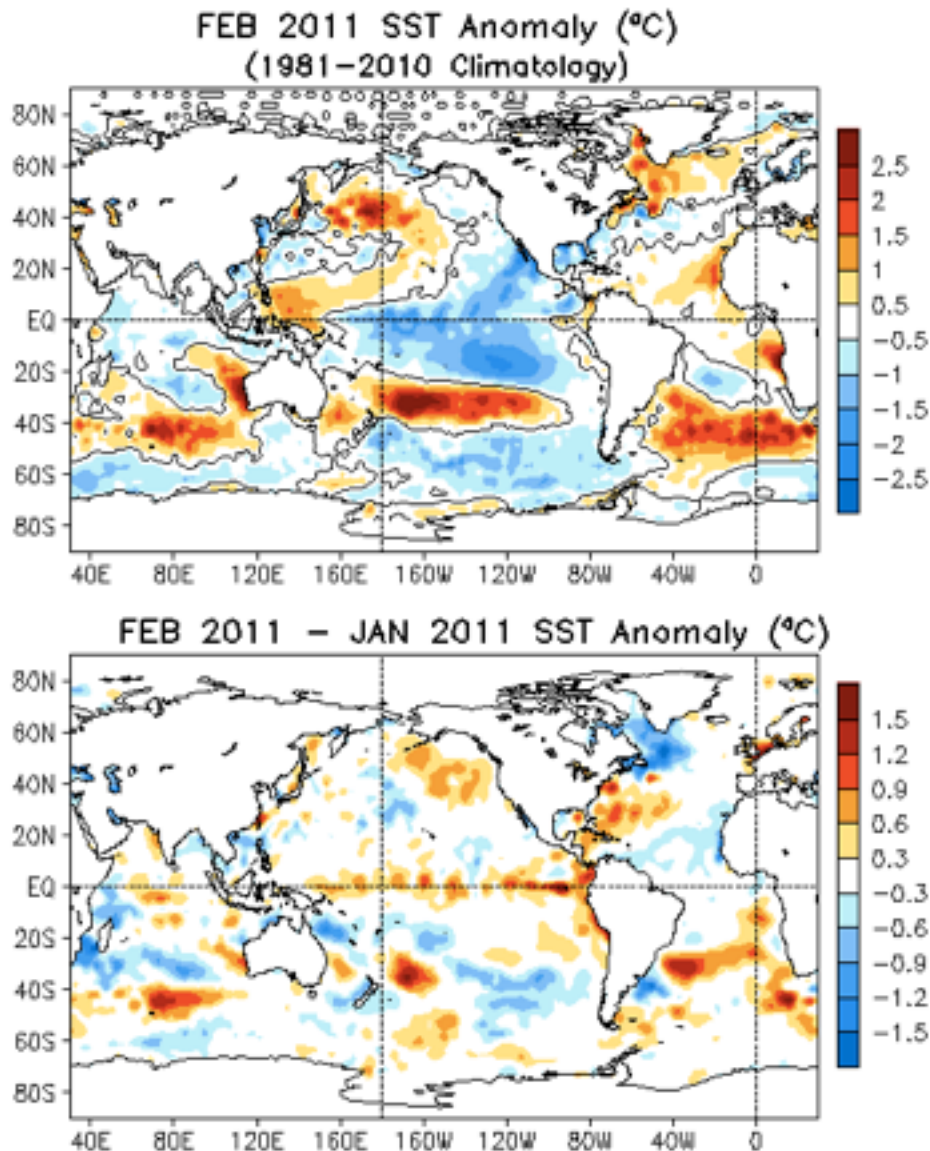 FEB 2011 SST Anomaly (°C)
(1981-2010 Climatology)
80N
60N
40N
20N
EQ
20S
40S
60S
80S
40E 80E 120E 160E 160W 120W 80W 40W 0
2.5
2
1.5
1
0.5
-0.5
-1
-1.5
-2
-2.5
FEB 2011 - JAN 2011 SST Anomaly (°C)
80N
60N
40N
20N
EQ
20S
40S
60S
80S
40E 80E 120E 160E 160W 120W 80W 40W 0
1.5
1.2
0.9
0.6
0.3
-0.3
-0.6
-0.9
-1.2
-1.5